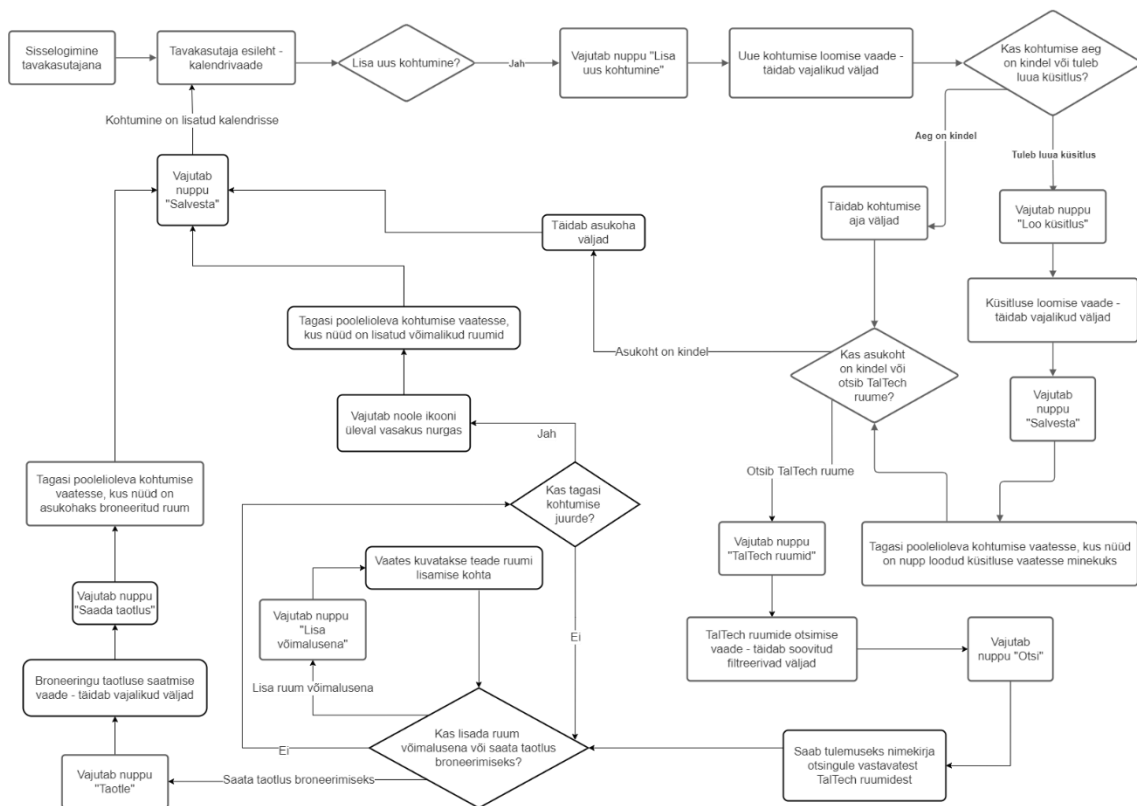 Sisselogimine
tavakasutajana
Tavakasutaja esileht -
kalendrivaade
Lisa uus kohtumine?
Jah
Vajutab nuppu "Lisa
uus kohtumine"
Uue kohtumise loomise vaade -
täidab vajalikud väljad
Kas kohtumise aeg
on kindel või tuleb
luua küsitlus?
Kohtumine on lisatud kalendrisse
Aeg on kindel
Tuleb luua küsitlus
Vajutab
nuppu
"Salvesta"
Täidab kohtumise
aja väljad
Vajutab nuppu
"Loo küsitlus"
Täidab asukoha
väljad
Küsitluse loomise vaade -
täidab vajalikud väljad
Tagasi poolelioleva kohtumise vaatesse,
kus nüüd on lisatud võimalikud ruumid
Asukoht on kindel
Kas asukoht
on kindel või
otsib TalTech
ruume?
Vajutab
nuppu
"Salvesta"
Vajutab noole ikooni
üleval vasakus nurgas
Jah
Otsib TalTech ruume
Tagasi poolelioleva kohtumise
vaatesse, kus nüüd on
asukohaks broneeritud ruum
Kas tagasi
kohtumise
juurde?
Vajutab nuppu
"TalTech ruumid"
Tagasi poolelioleva kohtumise vaatesse, kus nüüd
on nupp loodud küsitluse vaatesse minekuks
Vaates kuvatakse teade ruumi
lisamise kohta
Vajutab nuppu
"Saada taotlus"
Vajutab nuppu
"Lisa
võimalusena"
Ei
TalTech ruumide otsimise
vaade - täidab soovitud
filtreerivad väljad
Vajutab
nuppu "Otsi"
Broneeringu taotluse saatmise
vaade - täidab vajalikud väljad
Lisa ruum võimalusena
Kas lisada ruum
võimalusena või saata taotlus
broneerimiseks?
Ei
Saab tulemuseks nimekirja
otsingule vastavatest
TalTech ruumidest
Vajutab nuppu
"Taotle"
Saata taotlus broneerimiseks